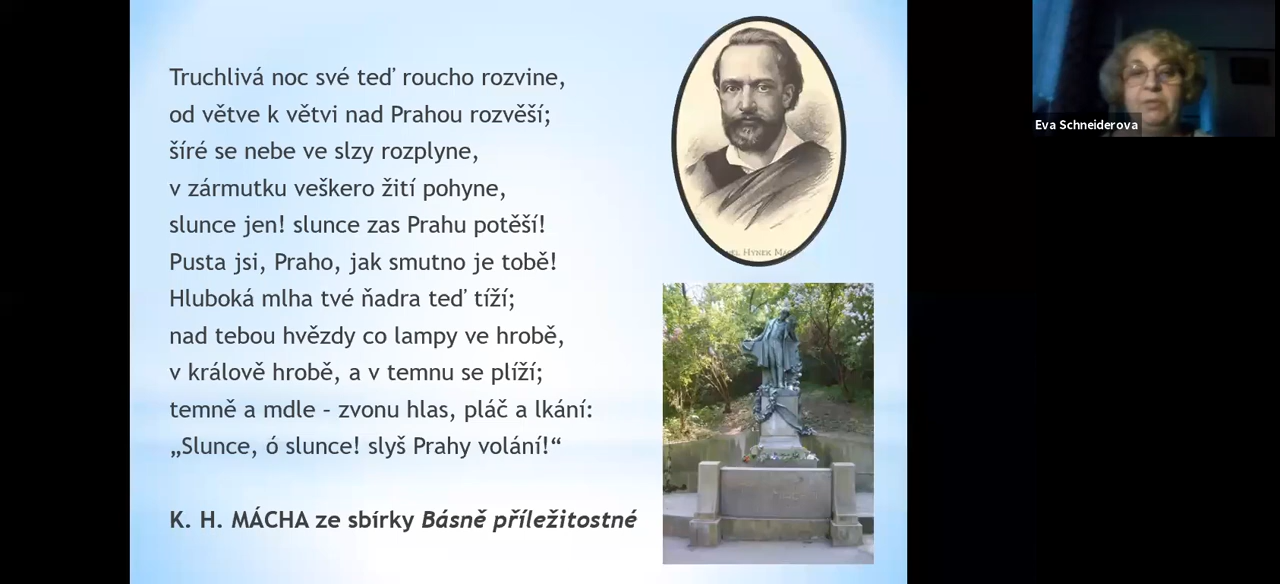 Truchlivá noc své teď roucho rozvine,
od větve k větvi nad Prahou rozvěší;
šíré se nebe ve slzy rozplyne,
v zármutku veškero žití pohyne,
slunce jen! slunce zas Prahu potěší!
Pusta jsi, Praho, jak smutno je tobě!
Hluboká mlha tvé ňadra teď tíží;
nad tebou hvězdy co lampy ve hrobě,
v králově hrobě, a v temnu se plíží;
temně a mdle – zvonu hlas, pláč a lkání:
„Slunce, ó slunce! slyš Prahy volání!“
K. H. MÁCHA ze sbírky Básně příležitostné
HYNEK
Eva Schneiderova